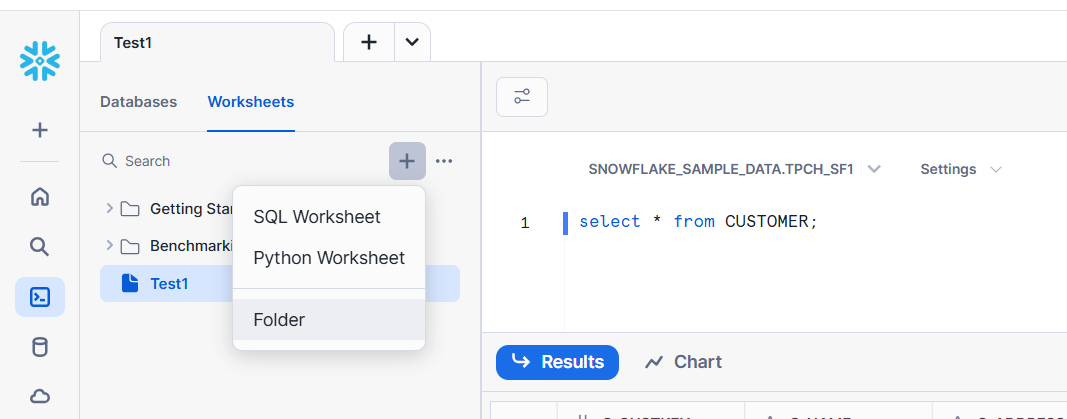 Test1
Databases
Worksheets
Search
SNOWFLAKE_SAMPLE_DATA.TPCH_SF1
Settings
Getting Star
SQL Worksheet
1
select * from CUSTOMER;
Benchmarki
Python Worksheet
Test1
Folder
Results
Chart